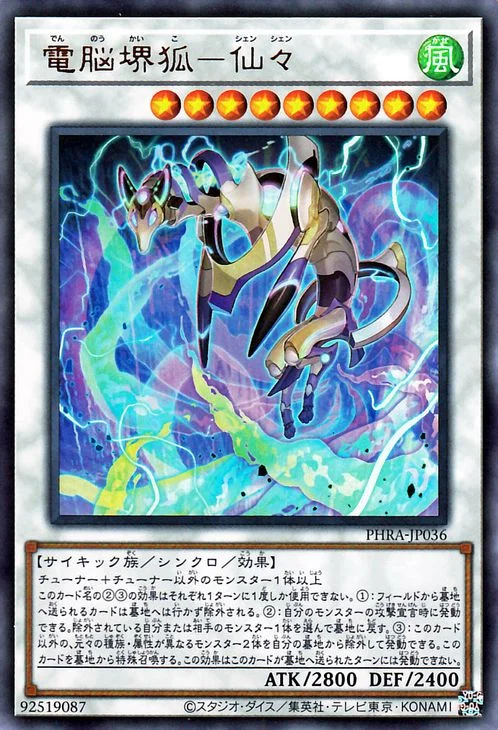 電脳堺狐－仙々
でん のう かい こ シェン シェン
風
かぜ
PHRA-JP036
【サイキック族／シンクロ／効果】
チューナー＋チューナー以外のモンスター1体以上
このカード名の②③の効果はそれぞれ1ターンに1度しか使用できない。①：フィールドから墓地
へ送られるカードは墓地へは行かず除外される。②：自分のモンスターの攻撃宣言時に発動
できる。除外されている自分または相手のモンスター1体を選んで墓地に戻す。③：このカード
以外の、元々の種族・属性が異なるモンスター2体を自分の墓地から除外して発動できる。この
カードを墓地から特殊召喚する。この効果はこのカードが墓地へ送られたターンには発動できない。
ATK/2800 DEF/2400
92519087
©スタジオ・ダイス／集英社・テレビ東京・KONAMI